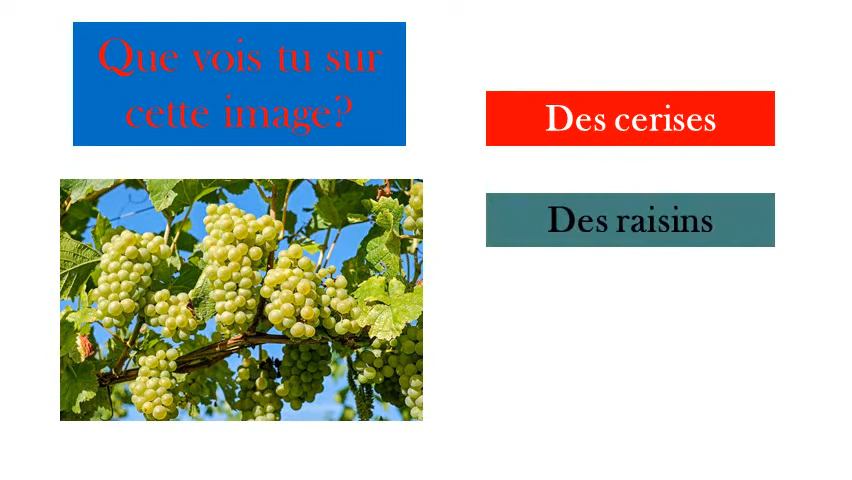 Que vois tu sur
cette image?
Des cerises
Des raisins